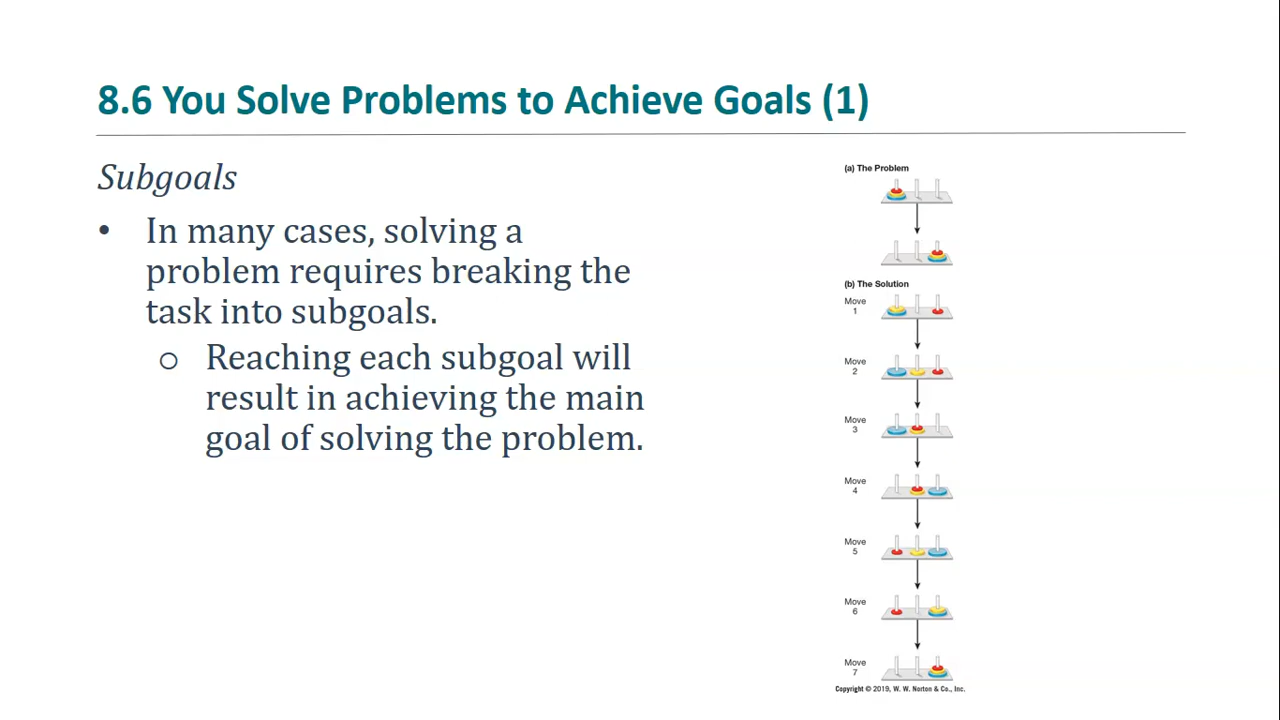 8.6 You Solve Problems to Achieve Goals (1)
Subgoals
• In many cases, solving a
problem requires breaking the
task into subgoals.
o Reaching each subgoal will
result in achieving the main
goal of solving the problem.
(a) The Problem
(b) The Solution
Move
1
Move
2
Move
3
Move
4
Move
5
Move
6
Move
7
Copyright © 2019, W. W. Norton & Co., Inc.